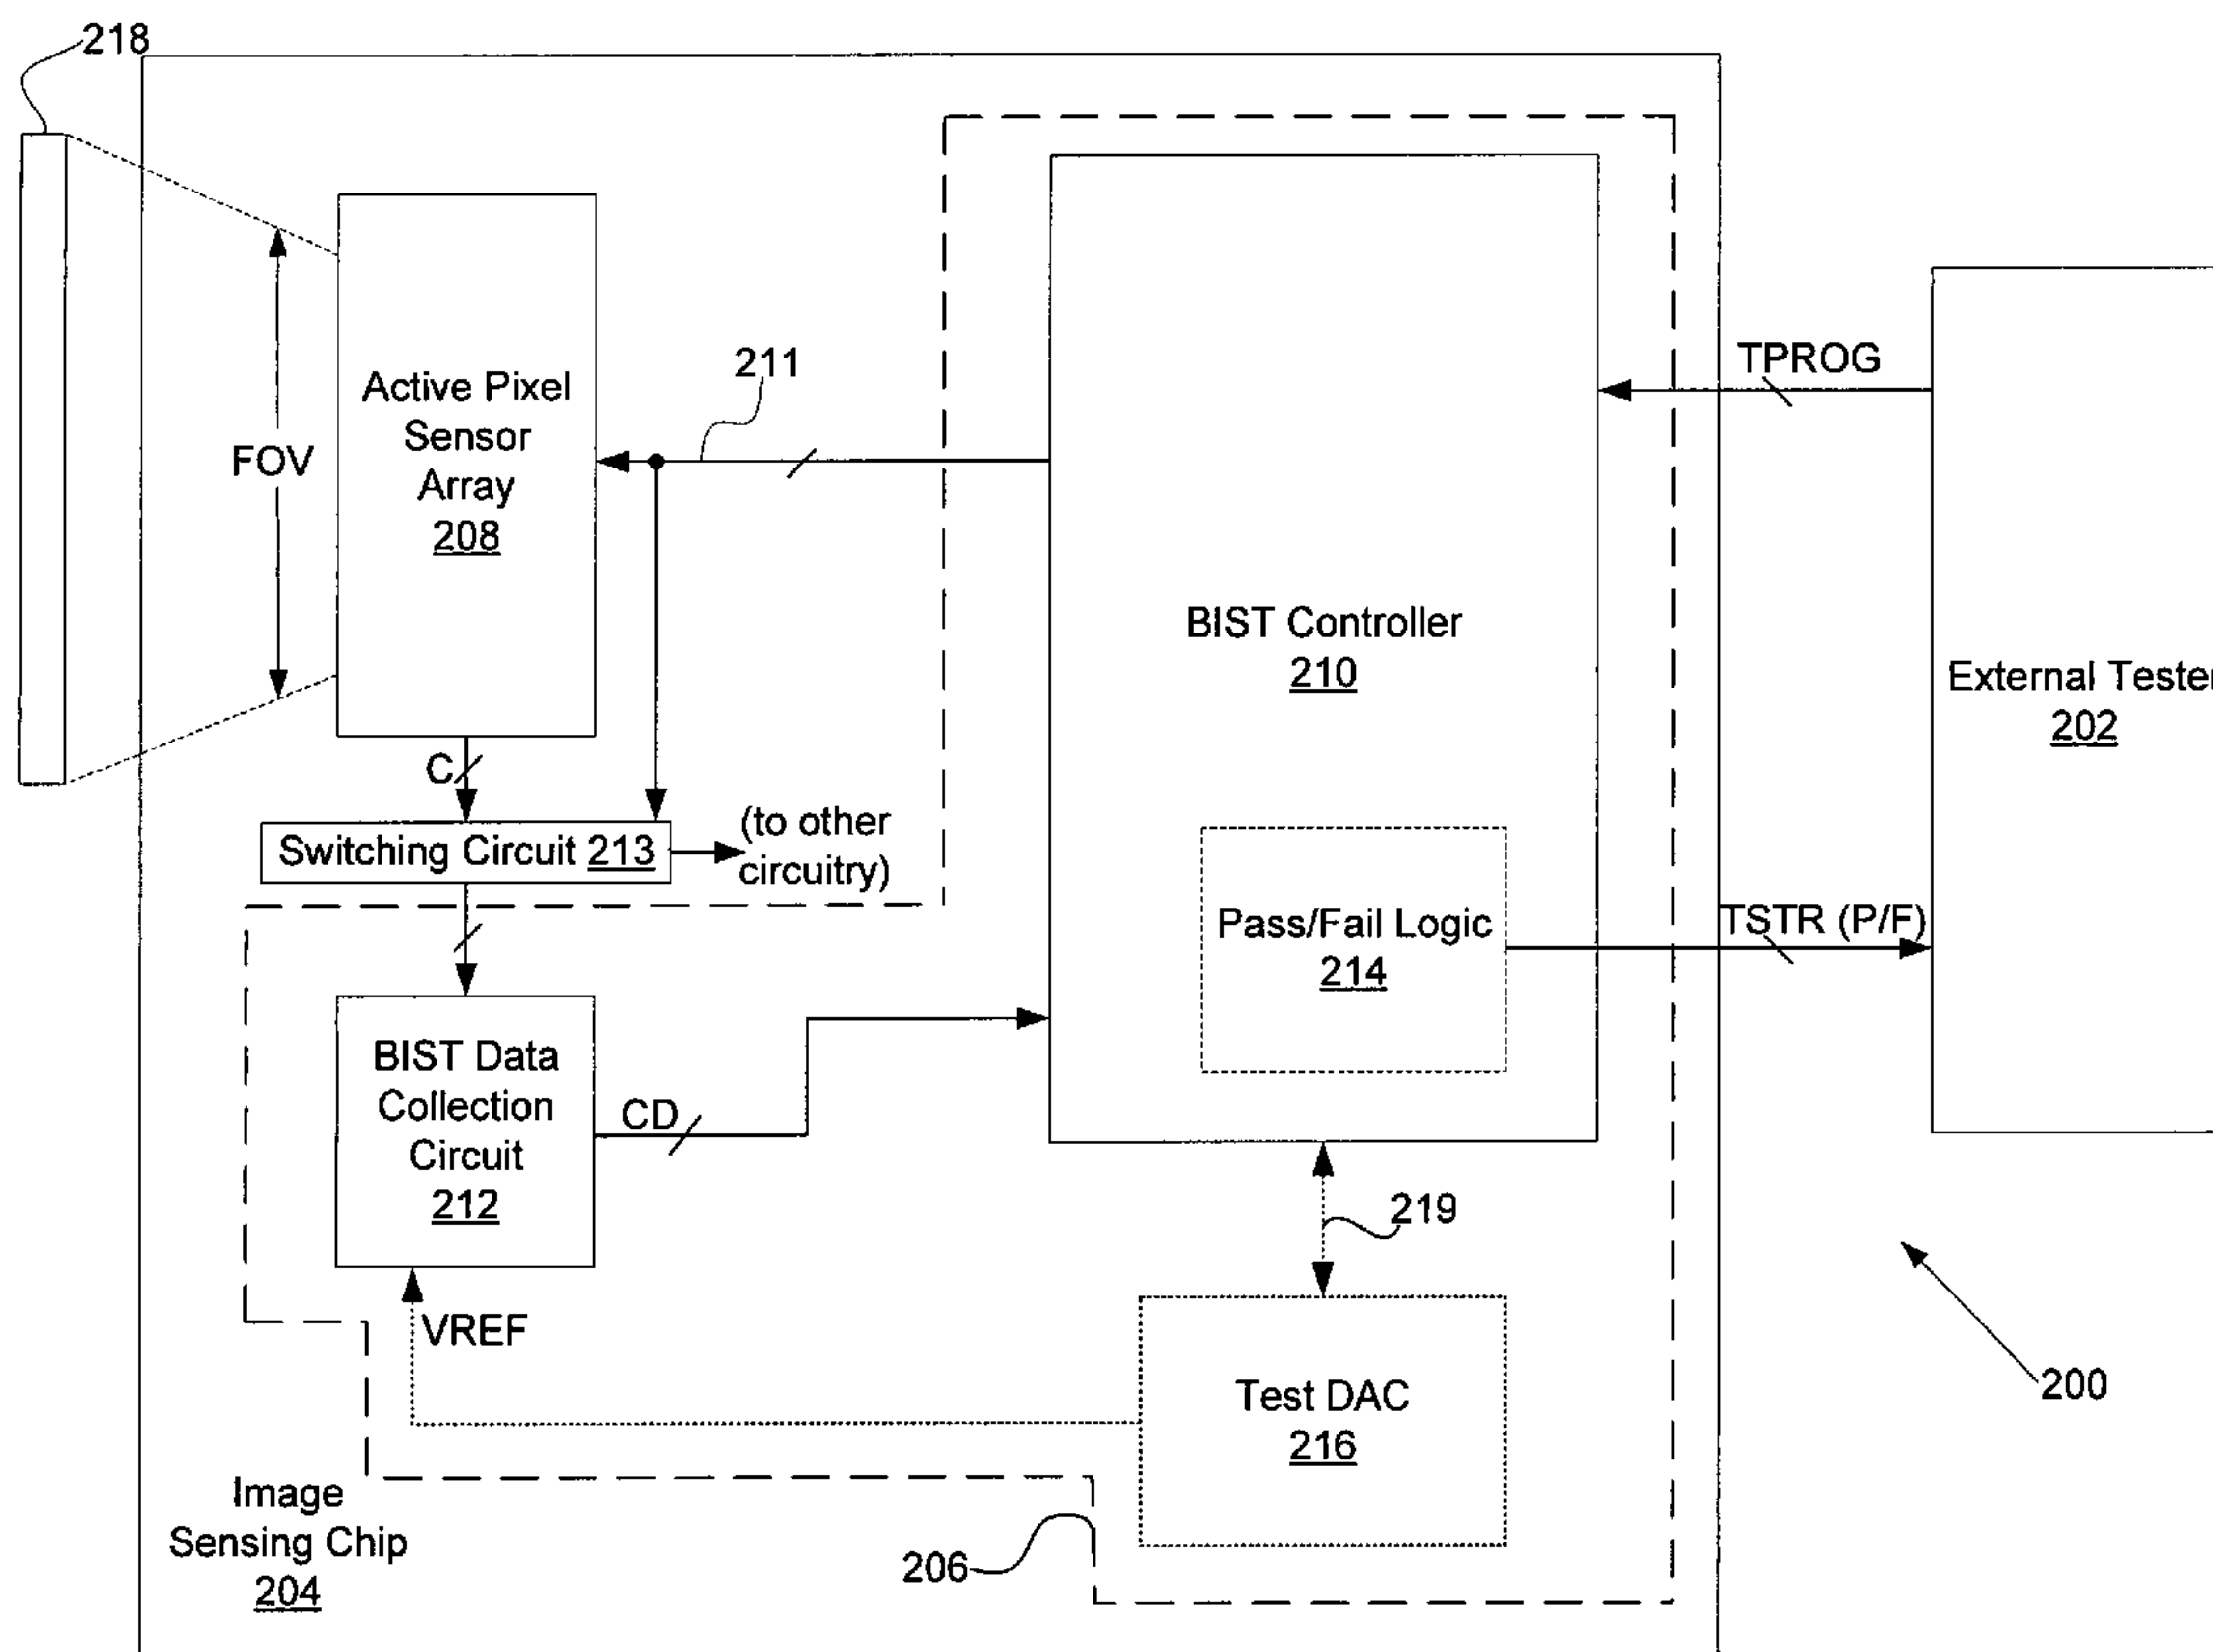 218
Active Pixel
Sensor
Array
208
FOV
211
TPROG
BIST Controller
210
External Tester
202
C
Switching Circuit 213
(to other
circuitry)
Pass/Fail Logic
214
TSTR (P/F)
BIST Data
Collection
Circuit
212
CD
219
VREF
Test DAC
216
200
Image
Sensing Chip
204
206